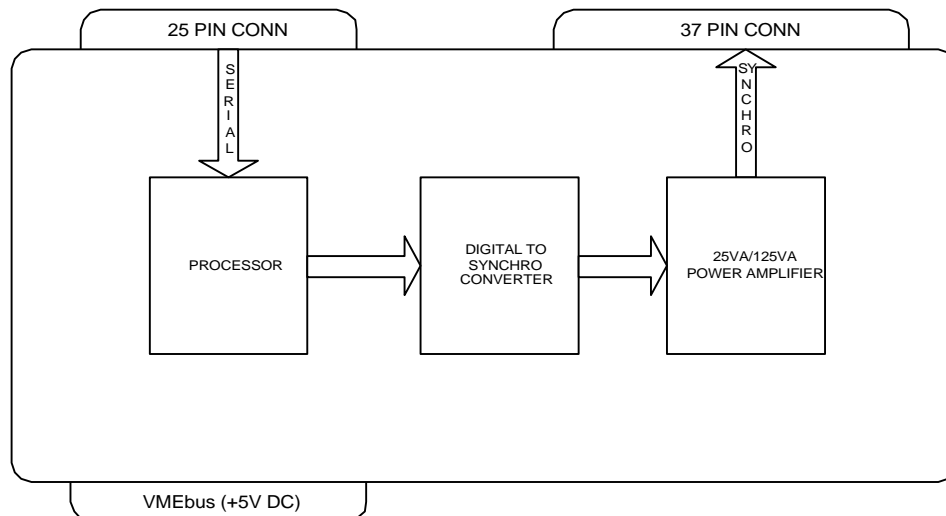 25 PIN CONN
37 PIN CONN
SERIAL
SYNCHRO
PROCESSOR
DIGITAL TO
SYNCHRO
CONVERTER
25VA/125VA
POWER AMPLIFIER
VMEbus (+5V DC)